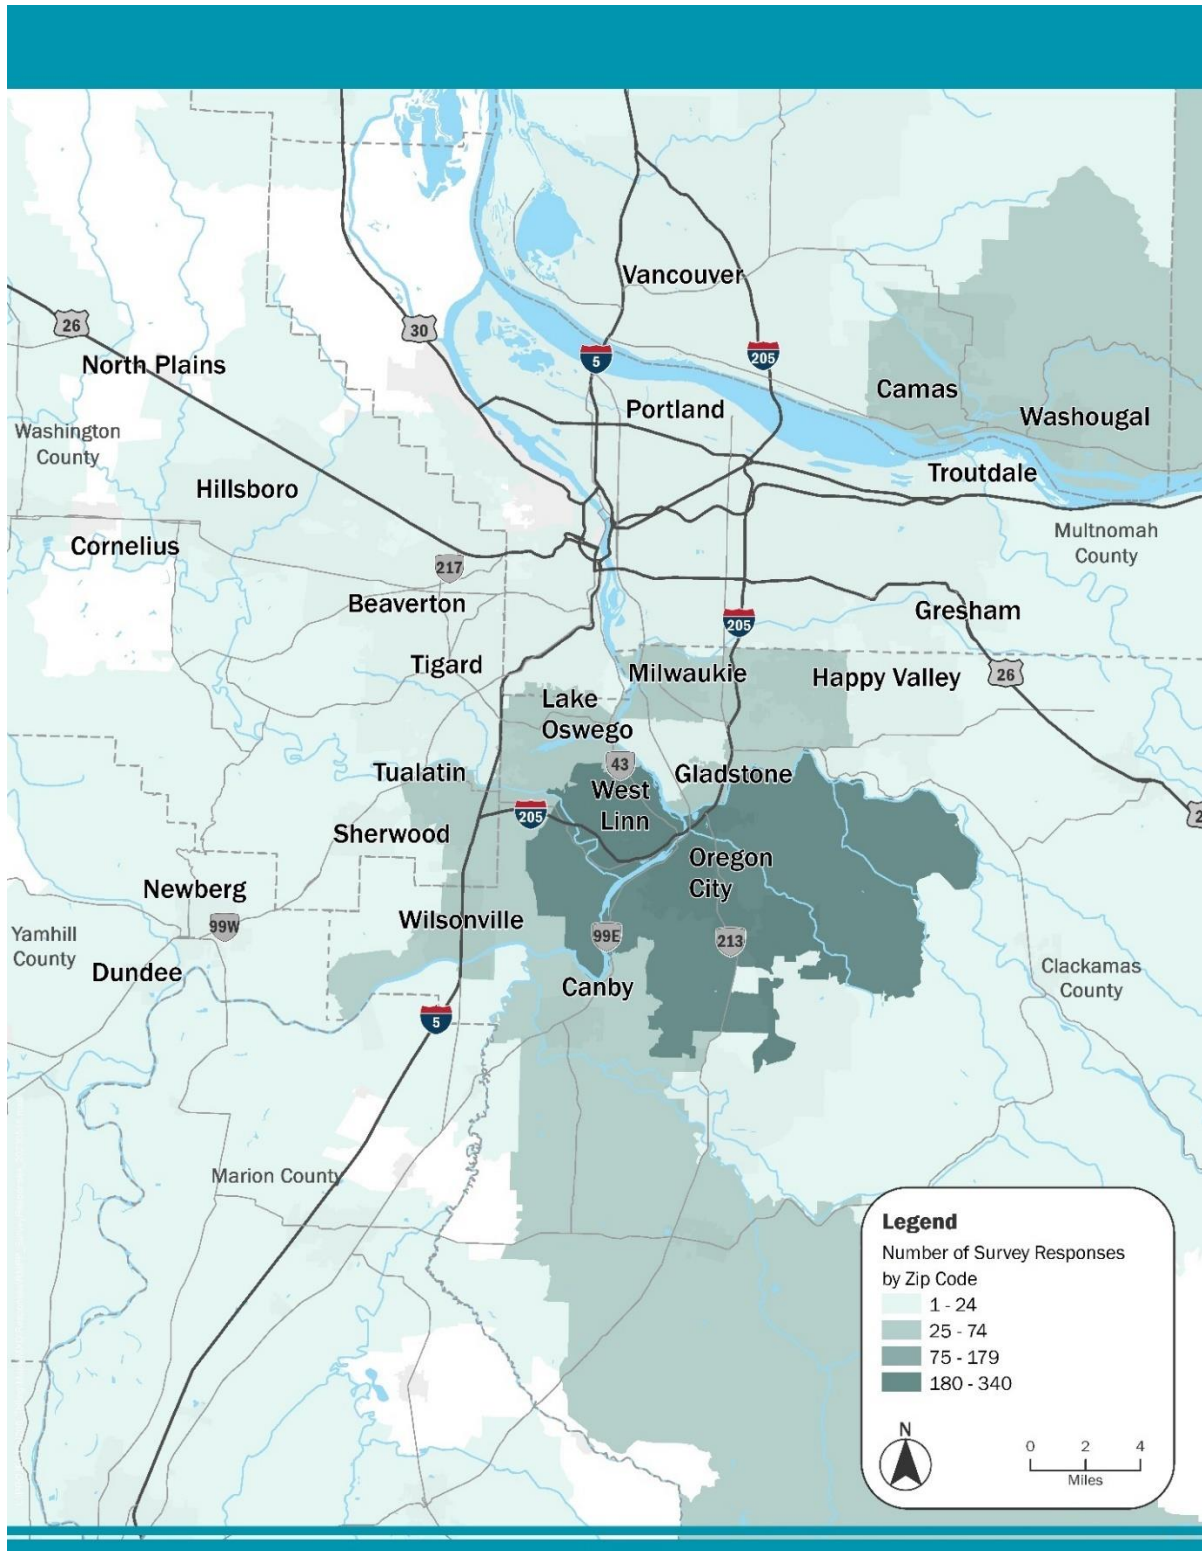 Vancouver
26
30
5
205
North Plains
Portland
Camas
Washougal
Washington
County
Troutdale
Hillsboro
Multnomah
County
Cornelius
217
Beaverton
Gresham
205
Tigard
Milwaukie
Happy Valley
26
Lake
Oswego
43
Tualatin
Gladstone
West
Linn
205
Sherwood
Oregon
City
Newberg
99W
Wilsonville
99E
213
Yamhill
County
Dundee
Canby
Clackamas
County
5
Marion County
Legend
Number of Survey Responses
by Zip Code
1 - 24
25 - 74
75 - 179
180 - 340
N
0 2 4
Miles